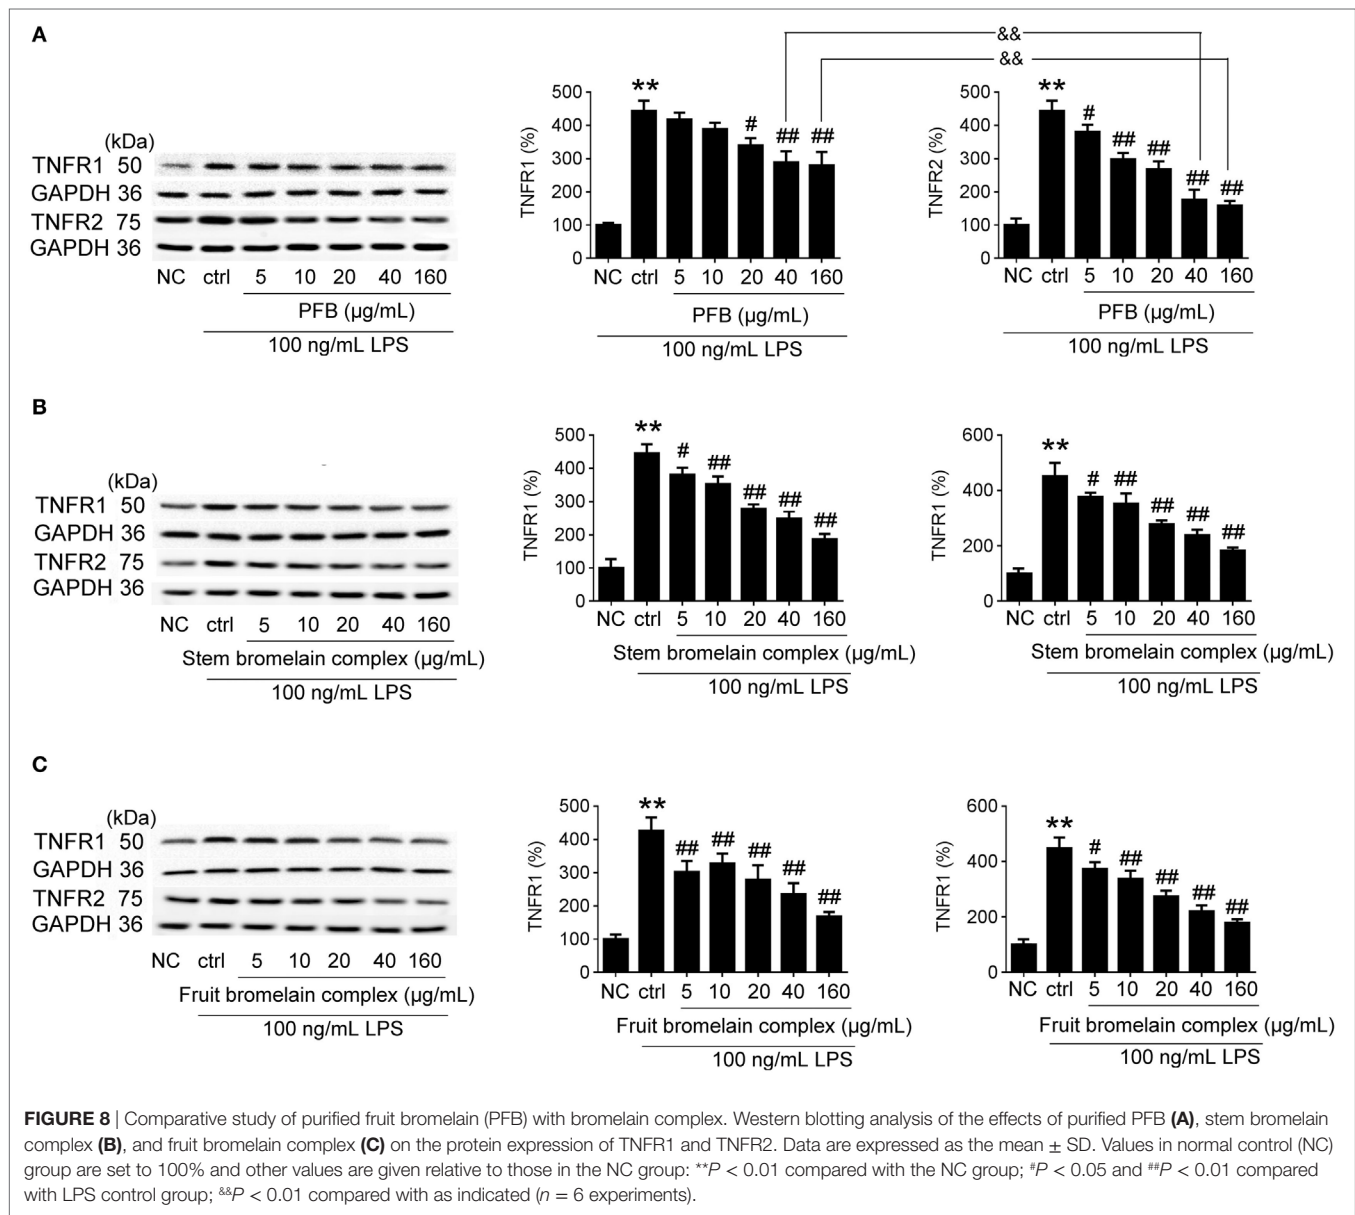 A
&&
&&
(kDa)
TNFR1 50
GAPDH 36
TNFR2 75
GAPDH 36
NC ctrl 5 10 20 40 160
PFB (µg/mL)
100 ng/mL LPS
TNFR1 (%)
500
400
300
200
100
0
** # ## ##
NC ctrl 5 10 20 40 160
PFB (µg/mL)
100 ng/mL LPS
TNFR2 (%)
500
400
300
200
100
0
** # ## ## ## ##
NC ctrl 5 10 20 40 160
PFB (µg/mL)
100 ng/mL LPS
B
(kDa)
TNFR1 50
GAPDH 36
TNFR2 75
GAPDH 36
NC ctrl 5 10 20 40 160
Stem bromelain complex (µg/mL)
100 ng/mL LPS
TNFR1 (%)
500
400
300
200
100
0
** # ## ## ## ##
NC ctrl 5 10 20 40 160
Stem bromelain complex (µg/mL)
100 ng/mL LPS
TNFR1 (%)
600
400
200
0
** # ## ## ## ##
NC ctrl 5 10 20 40 160
Stem bromelain complex (µg/mL)
100 ng/mL LPS
C
(kDa)
TNFR1 50
GAPDH 36
TNFR2 75
GAPDH 36
NC ctrl 5 10 20 40 160
Fruit bromelain complex (µg/mL)
100 ng/mL LPS
TNFR1 (%)
500
400
300
200
100
0
** ## ## ## ## ##
NC ctrl 5 10 20 40 160
Fruit bromelain complex (µg/mL)
100 ng/mL LPS
TNFR1 (%)
600
400
200
0
** # ## ## ## ##
NC ctrl 5 10 20 40 160
Fruit bromelain complex (µg/mL)
100 ng/mL LPS
FIGURE 8 | Comparative study of purified fruit bromelain (PFB) with bromelain complex. Western blotting analysis of the effects of purified PFB (A), stem bromelain
complex (B), and fruit bromelain complex (C) on the protein expression of TNFR1 and TNFR2. Data are expressed as the mean ± SD. Values in normal control (NC)
group are set to 100% and other values are given relative to those in the NC group: **P < 0.01 compared with the NC group; #P < 0.05 and ##P < 0.01 compared
with LPS control group; &&P < 0.01 compared with as indicated (n = 6 experiments).